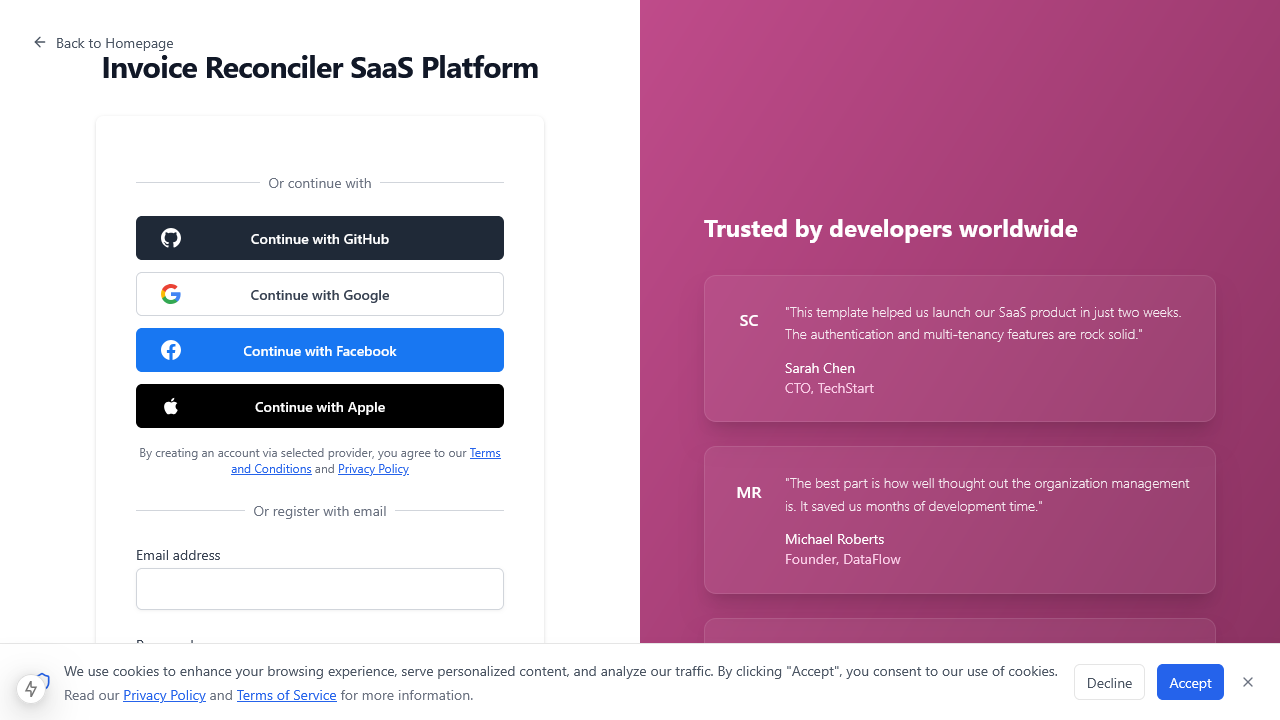 Back to Homepage
Invoice Reconciler SaaS Platform
Or continue with
Continue with GitHub
Continue with Google
Continue with Facebook
Continue with Apple
By creating an account via selected provider, you agree to our Terms
and Conditions and Privacy Policy
Or register with email
Email address
Trusted by developers worldwide
SC
"This template helped us launch our SaaS product in just two weeks.
The authentication and multi-tenancy features are rock solid."
Sarah Chen
CTO, TechStart
MR
"The best part is how well thought out the organization management
is. It saved us months of development time."
Michael Roberts
Founder, DataFlow
We use cookies to enhance your browsing experience, serve personalized content, and analyze our traffic. By clicking "Accept", you consent to our use of cookies.
Read our Privacy Policy and Terms of Service for more information.
Decline
Accept